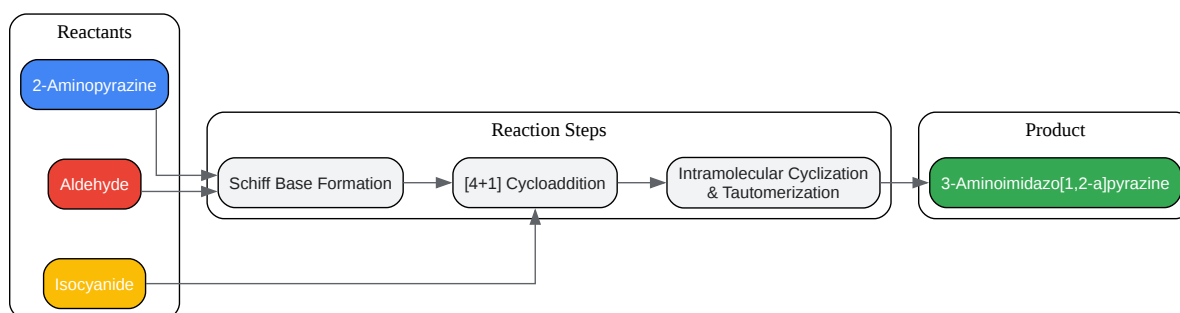 Reactants
2-Aminopyrazine
Aldehyde
Isocyanide
Reaction Steps
Schiff Base Formation
[4+1] Cycloaddition
Intramolecular Cyclization
& Tautomerization
Product
3-Aminoimidazo[1,2-a]pyrazine